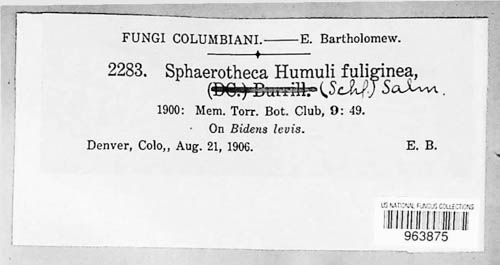 FUNGI COLUMBIANI.——E. Bartholomew.
2283. Sphaerotheca Humuli fuliginea,
(DC.) Burrill. (Schl.) Salm.
1900: Mem. Torr. Bot. Club, 9: 49.
On Bidens levis.
Denver, Colo,, Aug. 21, 1906. E. B.
US NATIONAL FUNGUS COLLECTIONS
963875